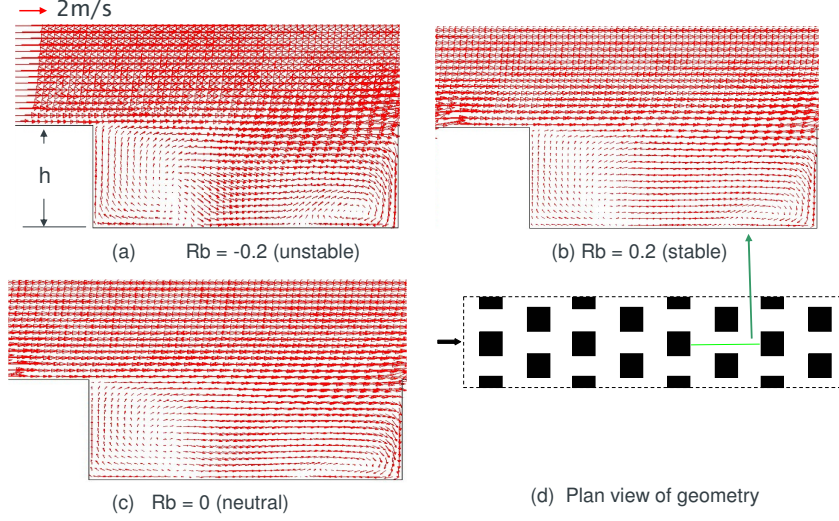 2m/s
h
(a) Rb = -0.2 (unstable)
(b) Rb = 0.2 (stable)
(c) Rb = 0 (neutral)
(d) Plan view of geometry